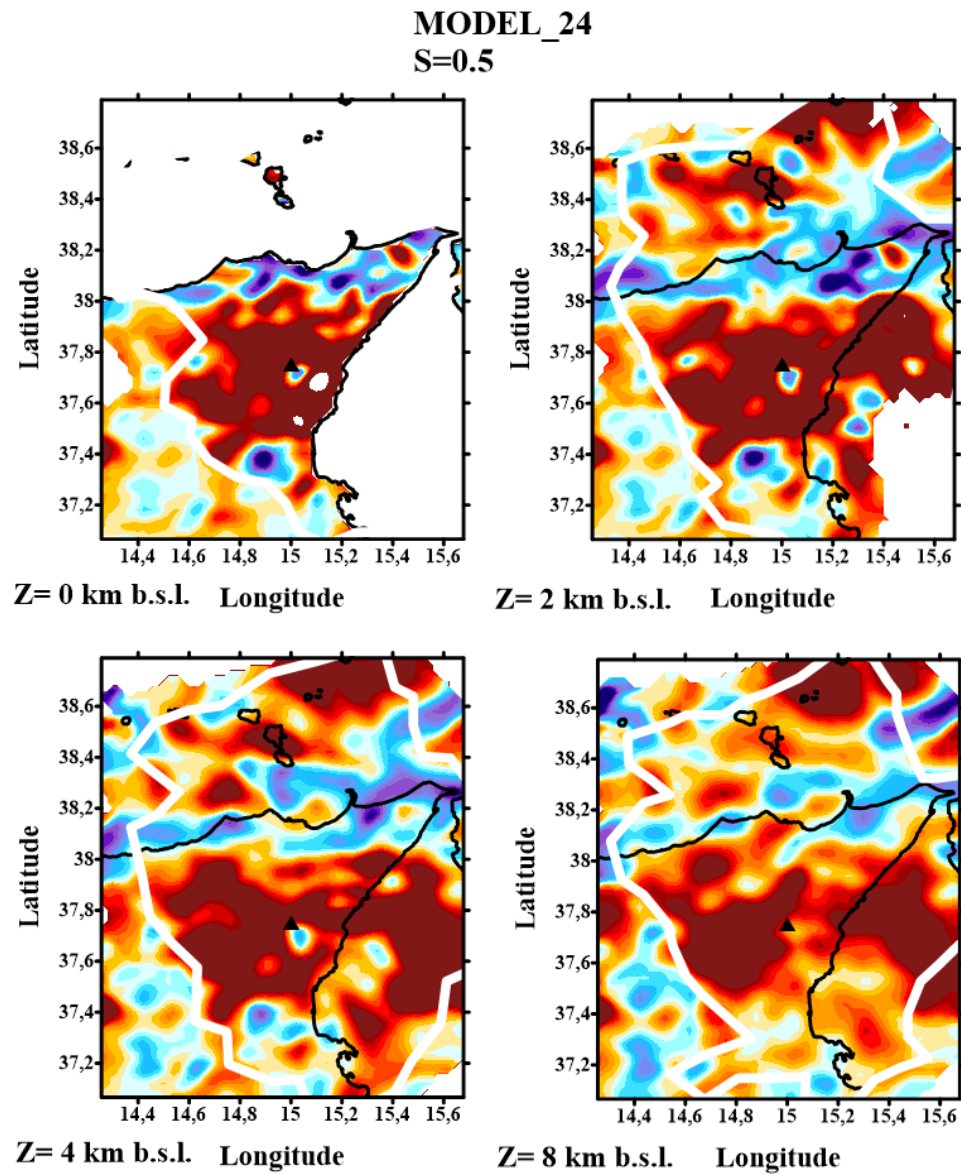 MODEL_24
S=0.5
38,6
38,4
38,2
38
37,8
37,6
37,4
37,2
Latitude
14,4 14,6 14,8 15 15,2 15,4 15,6
Z= 0 km b.s.l. Longitude
38,6
38,4
38,2
38
37,8
37,6
37,4
37,2
Latitude
14,4 14,6 14,8 15 15,2 15,4 15,6
Z= 2 km b.s.l. Longitude
38,6
38,4
38,2
38
37,8
37,6
37,4
37,2
Latitude
14,4 14,6 14,8 15 15,2 15,4 15,6
Z= 4 km b.s.l. Longitude
38,6
38,4
38,2
38
37,8
37,6
37,4
37,2
Latitude
14,4 14,6 14,8 15 15,2 15,4 15,6
Z= 8 km b.s.l. Longitude